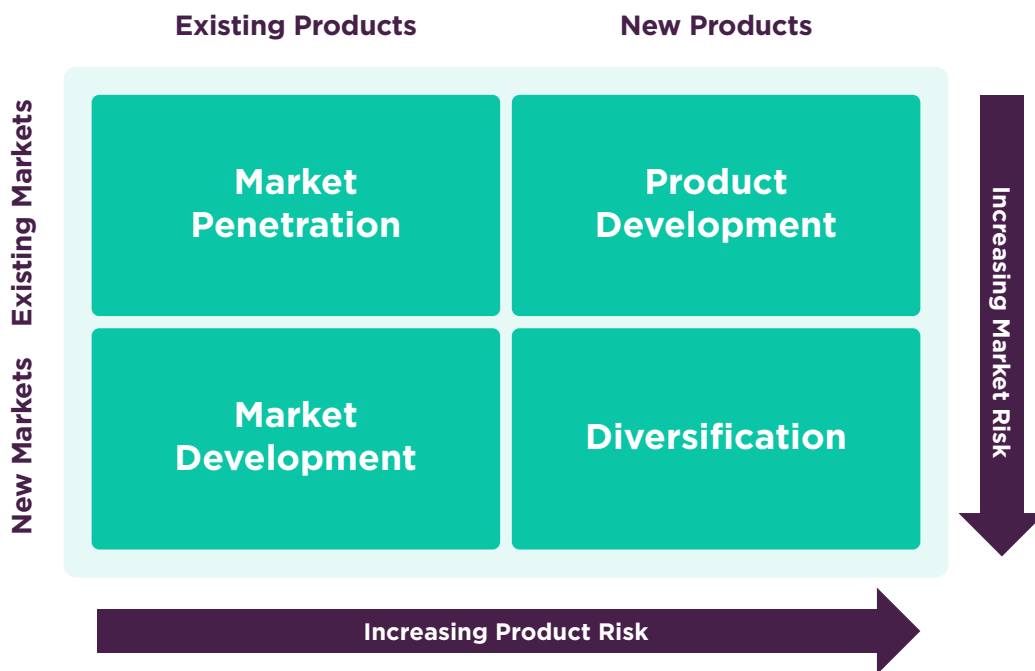 Existing Products
New Products
Existing Markets
Market
Penetration
Product
Development
New Markets
Market
Development
Diversification
Increasing Market Risk
Increasing Product Risk